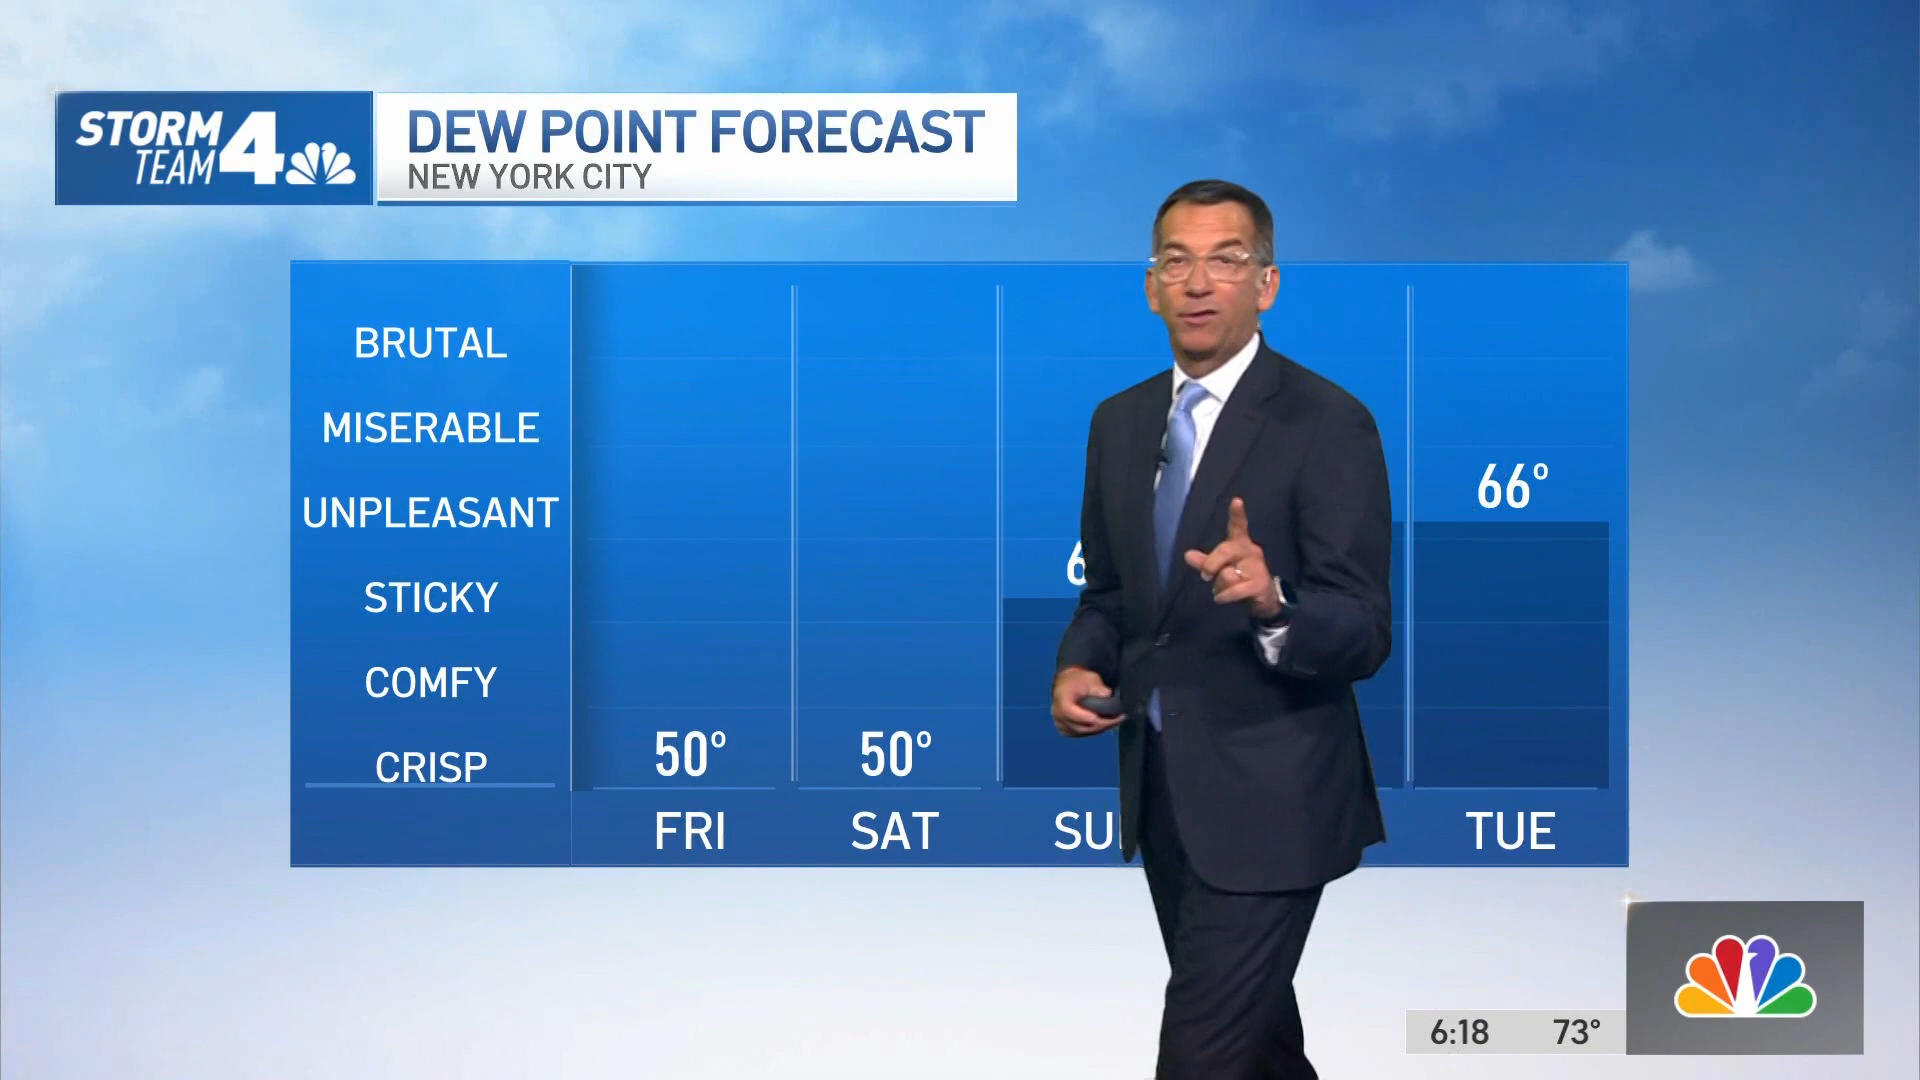 STORM
TEAM 4
DEW POINT FORECAST
NEW YORK CITY
BRUTAL
MISERABLE
UNPLEASANT
STICKY
COMFY
CRISP
50°
50°
66°
FRI
SAT
TUE
6:18
73°